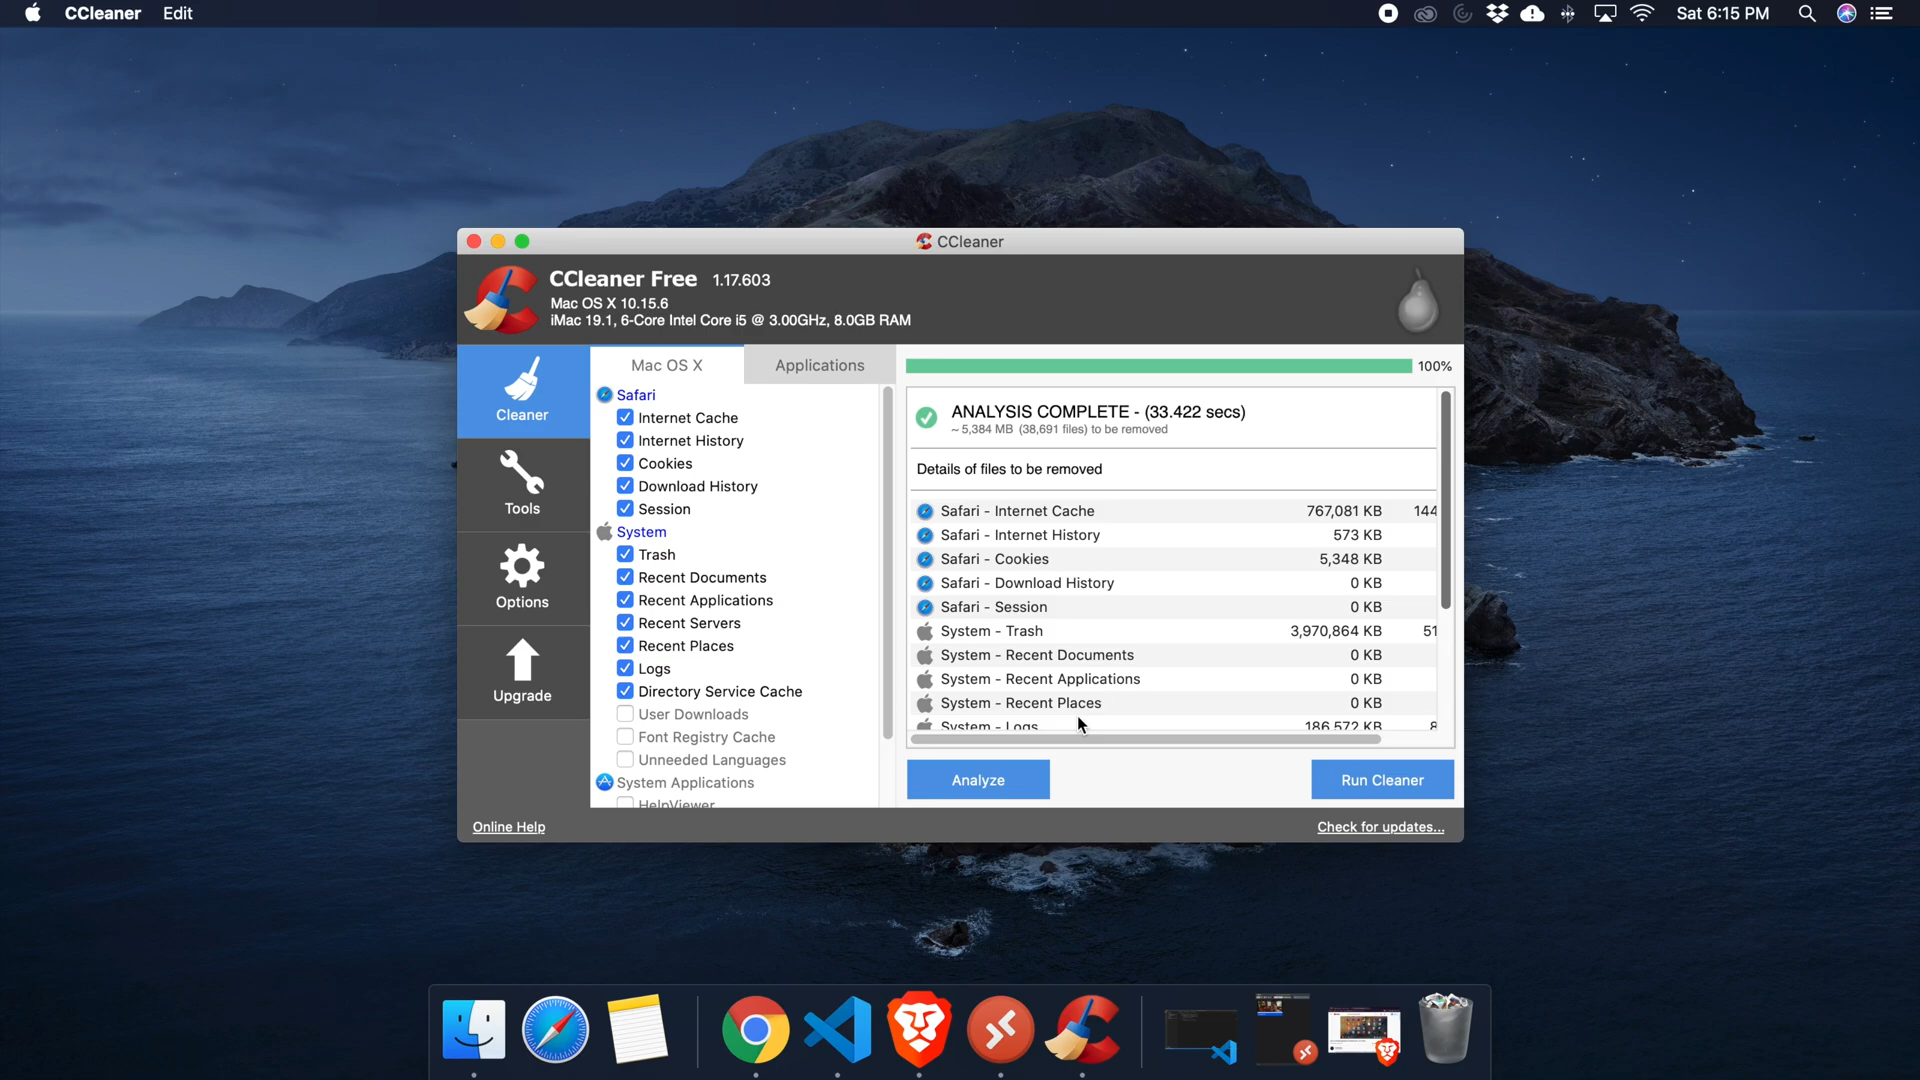 CCleaner Edit
Sat 6:15 PM
CCleaner
CCleaner Free 1.17.603
Mac OS X 10.15.6
iMac 19.1, 6-Core Intel Core i5 @ 3.00GHz, 8.0GB RAM
Cleaner
Tools
Options
Upgrade
Mac OS X
Applications
Safari
Internet Cache
Internet History
Cookies
Download History
Session
System
Trash
Recent Documents
Recent Applications
Recent Servers
Recent Places
Logs
Directory Service Cache
User Downloads
Font Registry Cache
Unneeded Languages
System Applications
HelpViewer
100%
ANALYSIS COMPLETE - (33.422 secs)
~ 5,384 MB (38,691 files) to be removed
Details of files to be removed
Safari - Internet Cache 767,081 KB 144
Safari - Internet History 573 KB
Safari - Cookies 5,348 KB
Safari - Download History 0 KB
Safari - Session 0 KB
System - Trash 3,970,864 KB 51
System - Recent Documents 0 KB
System - Recent Applications 0 KB
System - Recent Places 0 KB
System - Logs 186,572 KB 8
Analyze
Run Cleaner
Online Help
Check for updates...